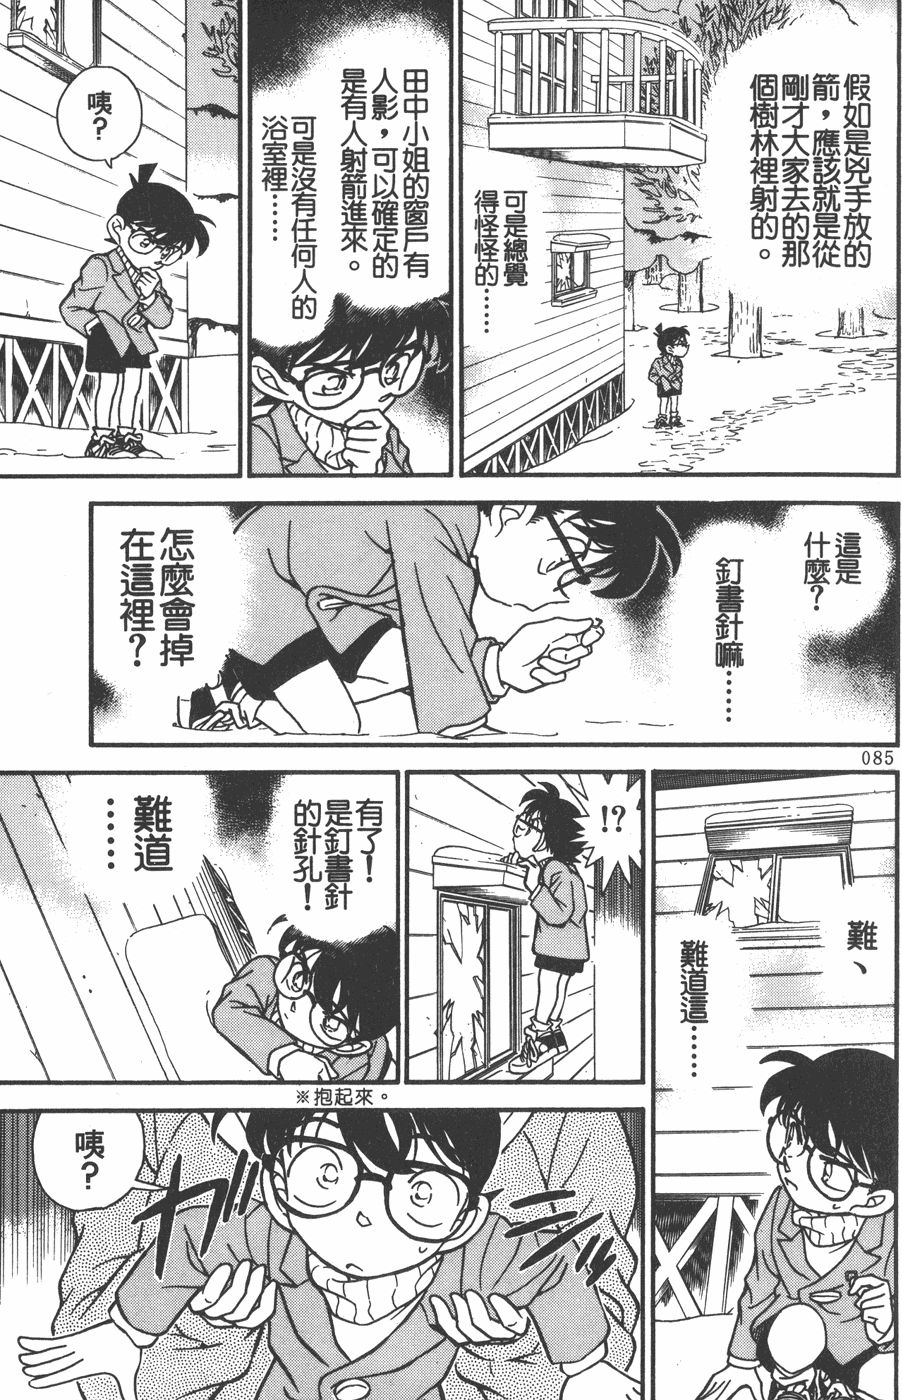 假如是兇手放的
箭，應該就是從
剛才大家去的那
個樹林裡射的。
可是總覺
得怪怪的……
田中小姐的窗戶有
人影，可以確定的
是有人射箭進來。
可是沒有任何人的
浴室裡……
咦？
這是
什麼？
釘書針嘛……
怎麼會掉
在這裡？
085
難、
難道這……
!?
有了！
是釘書針
的針孔！
難道
……
※抱起來。
咦？
ガッ